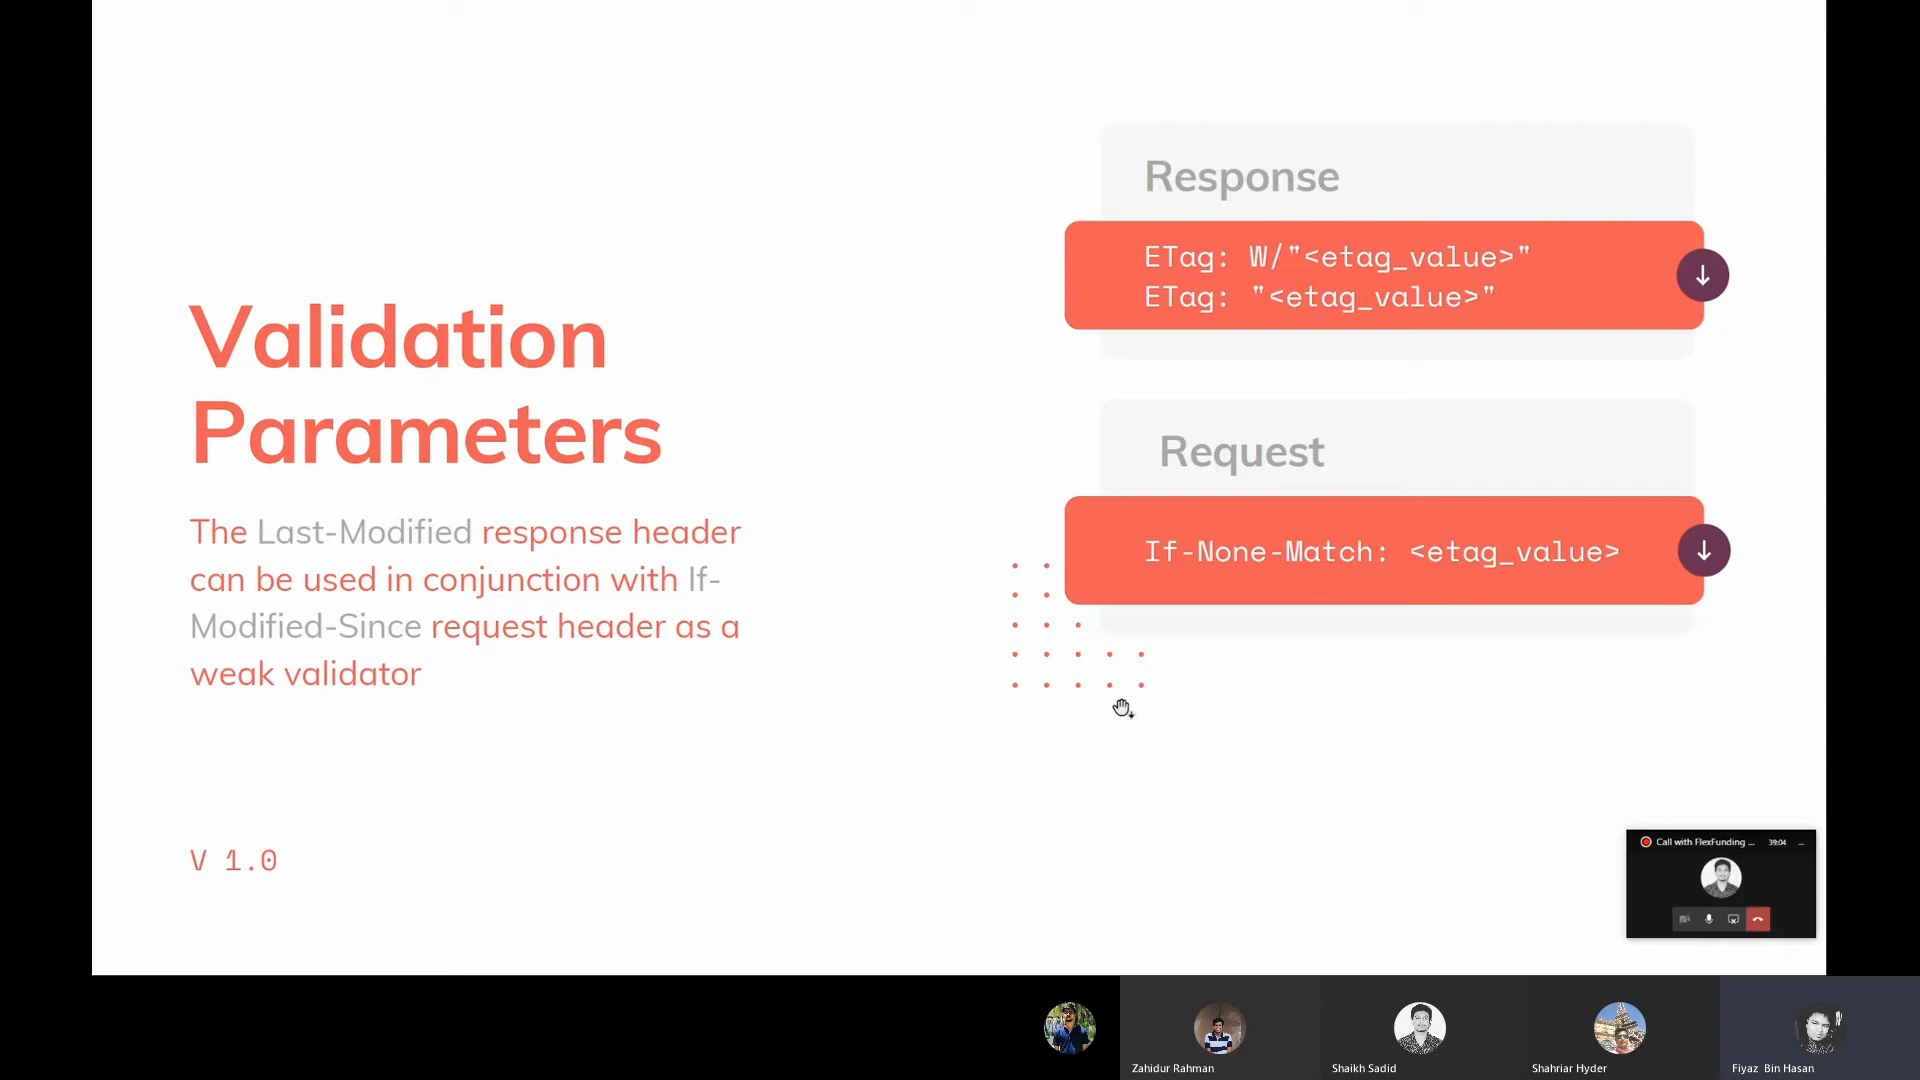 Validation
Parameters
The Last-Modified response header
can be used in conjunction with If-
Modified-Since request header as a
weak validator
V 1.0
Response
ETag: W/"<etag_value>"
ETag: "<etag_value>"
Request
If-None-Match: <etag_value>
Call with FlexFunding ... 39:04 ...
Zahidur Rahman
Shaikh Sadid
Shahriar Hyder
Fiyaz Bin Hasan